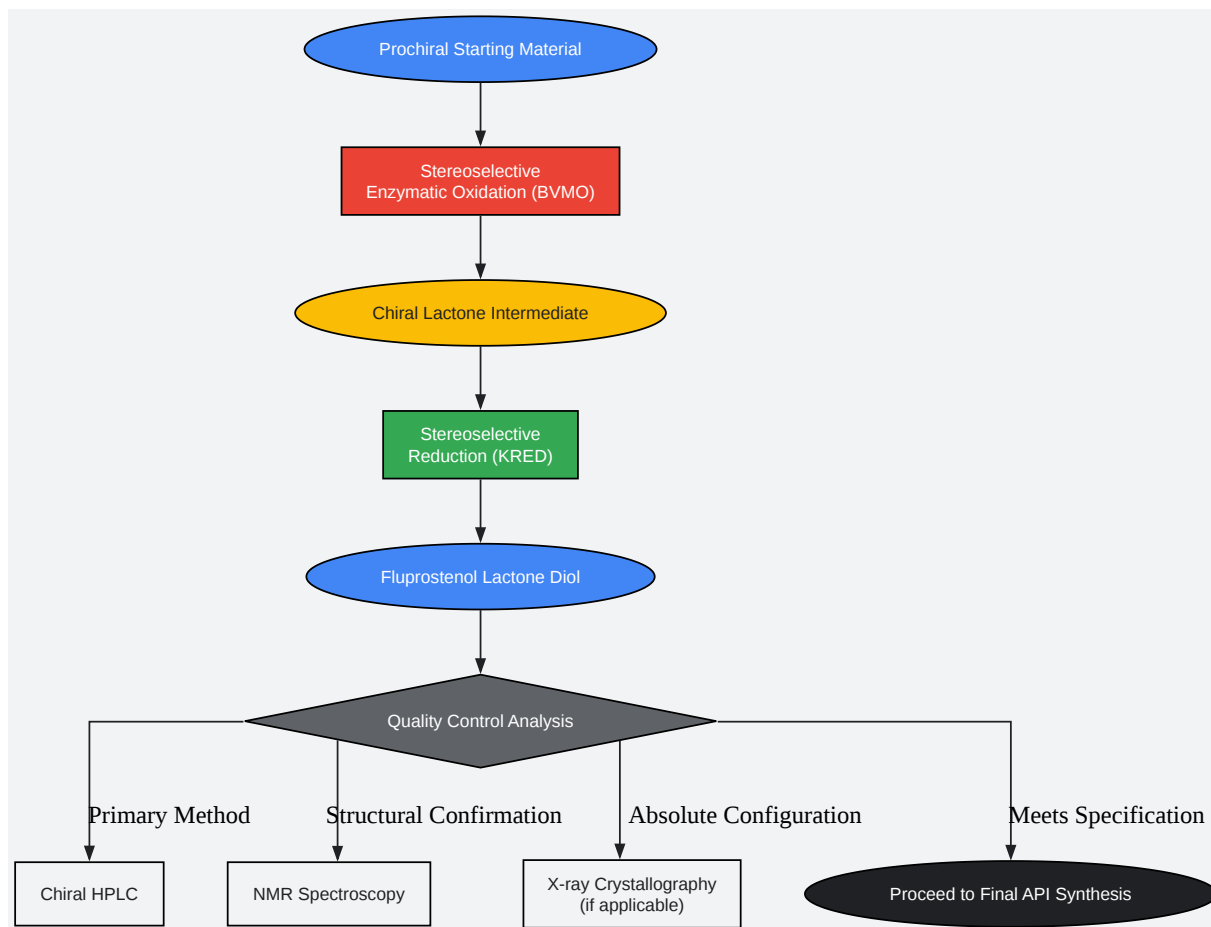 Prochiral Starting Material
Stereoselective
Enzymatic Oxidation (BVMO)
Chiral Lactone Intermediate
Stereoselective
Reduction (KRED)
Fluprostenol Lactone Diol
Quality Control Analysis
Primary Method
Structural Confirmation
Absolute Configuration
Meets Specification
Chiral HPLC
NMR Spectroscopy
X-ray Crystallography
(if applicable)
Proceed to Final API Synthesis